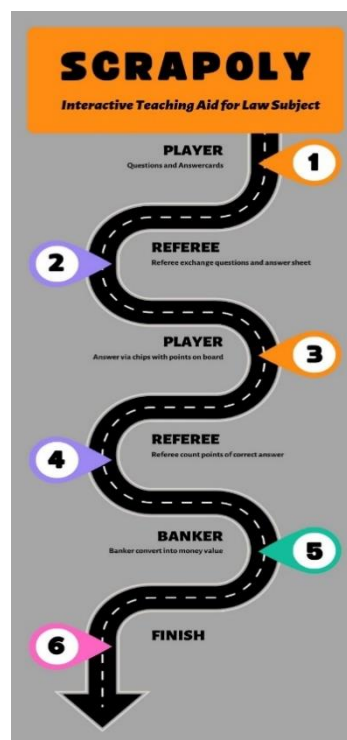 SCRAPOLY
Interactive Teaching Aid for Law Subject
PLAYER
Questions and Answercards
1
REFEREE
Referee exchange questions and answer sheet
2
PLAYER
Answer via chips with points on board
3
REFEREE
Referee count points of correct answer
4
BANKER
Banker convert into money value
5
FINISH
6